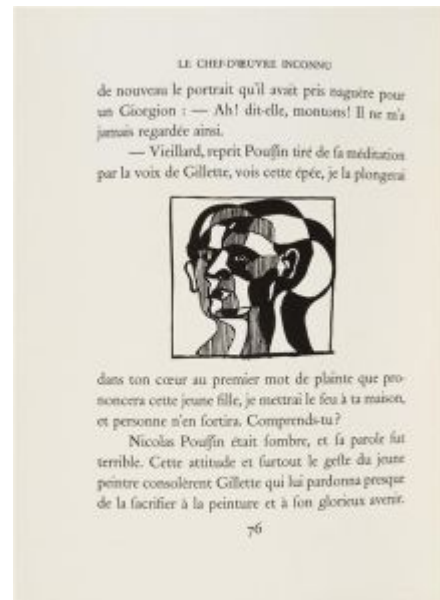 LE CHEF-D'ŒUVRE INCONNU
de nouveau le portrait qu'il avait pris naguère pour
un Giorgion : — Ah! dit-elle, montons! Il ne m'a
jamais regardée ainsi.
— Vieillard, reprit Pouſſin tiré de ſa méditation
par la voix de Gillette, vois cette épée, je la plongerai
dans ton cœur au premier mot de plainte que pro-
noncera cette jeune fille, je mettrai le feu à ta maiſon,
et perſonne n'en ſortira. Comprends-tu?
Nicolas Pouſſin était ſombre, et ſa parole fut
terrible. Cette attitude et ſurtout le geſte du jeune
peintre conſolèrent Gillette qui lui pardonna preſque
de la ſacrifier à la peinture et à ſon glorieux avenir.
76